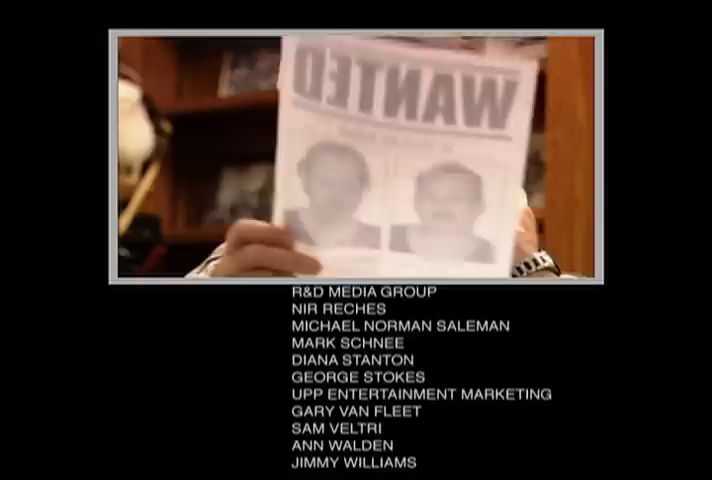 WANTED
R&D MEDIA GROUP
NIR RECHES
MICHAEL NORMAN SALEMAN
MARK SCHNEE
DIANA STANTON
GEORGE STOKES
UPP ENTERTAINMENT MARKETING
GARY VAN FLEET
SAM VELTRI
ANN WALDEN
JIMMY WILLIAMS